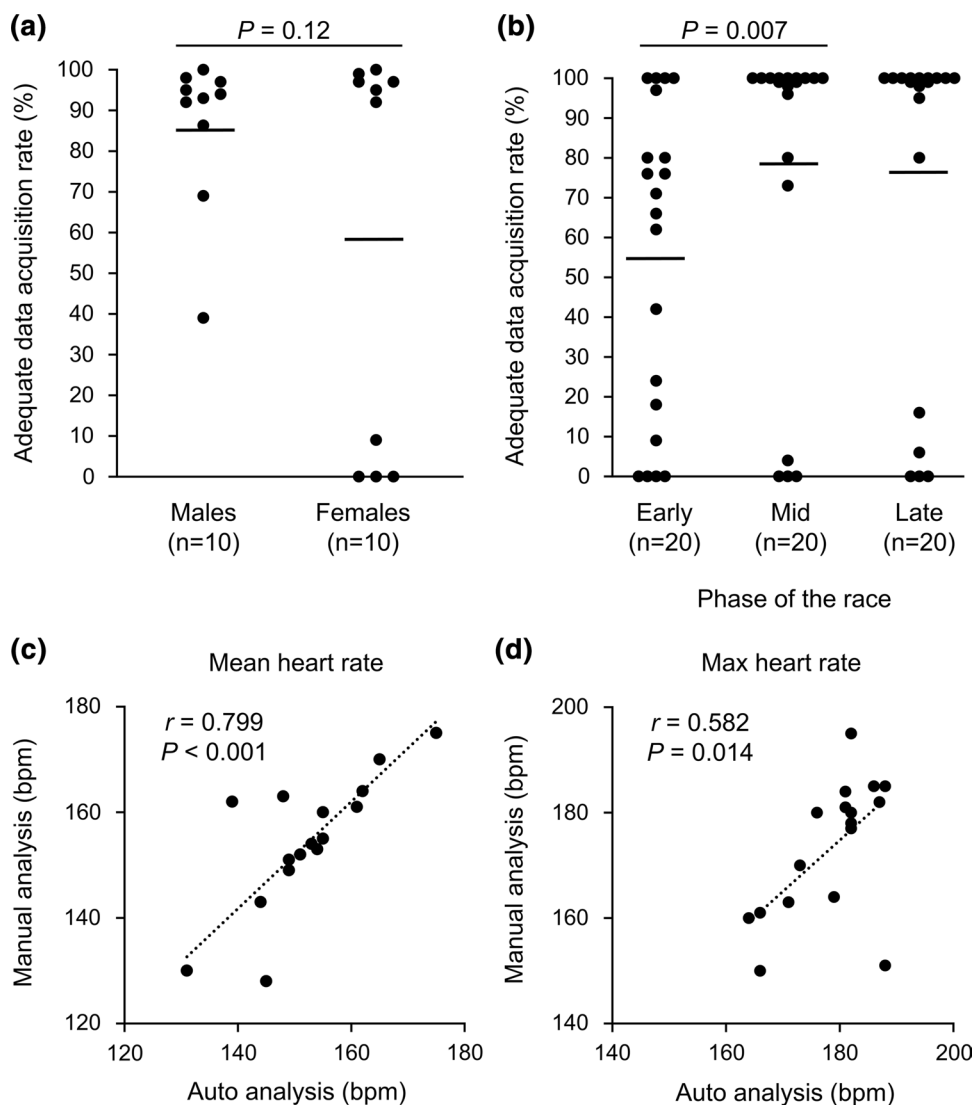 (a)
P = 0.12
Adequate data acquisition rate (%)
100
90
80
70
60
50
40
30
20
10
0
Males
(n=10)
Females
(n=10)
(b)
P = 0.007
Adequate data acquisition rate (%)
100
90
80
70
60
50
40
30
20
10
0
Early
(n=20)
Mid
(n=20)
Late
(n=20)
Phase of the race
(c)
Mean heart rate
r = 0.799
P < 0.001
Manual analysis (bpm)
180
160
140
120
120
140
160
180
Auto analysis (bpm)
(d)
Max heart rate
r = 0.582
P = 0.014
Manual analysis (bpm)
200
180
160
140
140
160
180
200
Auto analysis (bpm)